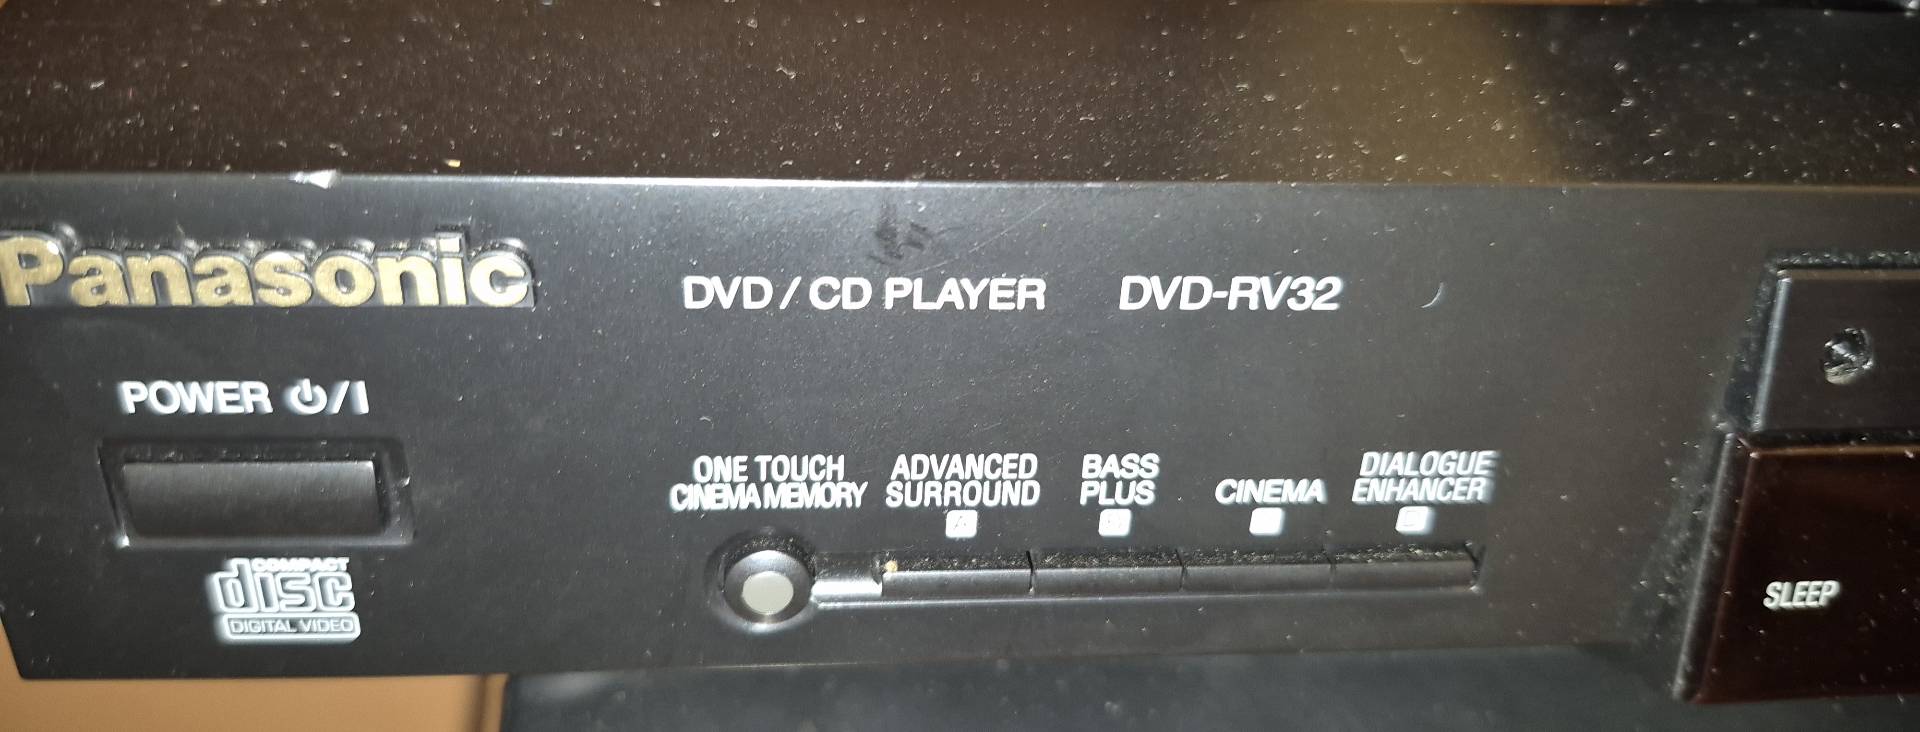 Panasonic
DVD / CD PLAYER DVD-RV32
POWER ⏻/I
ONE TOUCH
CINEMA MEMORY
ADVANCED
SURROUND
A
BASS
PLUS
CINEMA
DIALOGUE
ENHANCER
COMPACT
disc
DIGITAL VIDEO
SLEEP